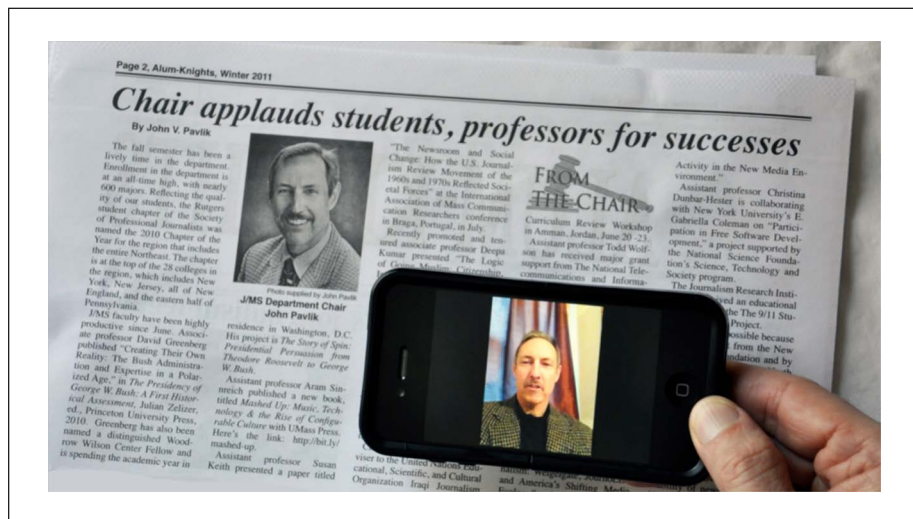 Page 2, Alum-Knights, Winter 2011
Chair applauds students, professors for successes
By John V. Pavlik
The fall semester has been a
lively time in the department.
Enrollment in the department is
at an all-time high, with nearly
600 majors. Reflecting the qual-
ity of our students, the Rutgers
student chapter of the Society
of Professional Journalists was
named the 2010 Chapter of the
Year for the region that includes
the entire Northeast. The chapter
is at the top of the 28 colleges in
the region, which includes New
York, New Jersey, all of New
England, and the eastern half of
Pennsylvania.
J/MS faculty have been highly
productive since June. Associ-
ate professor David Greenberg
published "Creating Their Own
Reality: The Bush Administra-
tion and Expertise in a Polar-
ized Age," in The Presidency of
George W. Bush: A First Histor-
ical Assessment, Julian Zelizer,
ed., Princeton University Press,
2010. Greenberg has also been
named a distinguished Wood-
row Wilson Center Fellow and
is spending the academic year in
Photo supplied by John Pavlik
J/MS Department Chair
John Pavlik
residence in Washington, D.C.
His project is The Story of Spin:
Presidential Persuasion from
Theodore Roosevelt to George
W. Bush.
Assistant professor Aram Sin-
nreich published a new book,
titled Mashed Up: Music, Tech-
nology & the Rise of Configu-
rable Culture with UMass Press.
Here's the link: http://bit.ly/
mashed-up.
Assistant professor Susan
Keith presented a paper titled
"The Newsroom and Social
Change: How the U.S. Journal-
ism Review Movement of the
1960s and 1970s Reflected Soci-
etal Forces" at the International
Association of Mass Communi-
cation Researchers conference
in Braga, Portugal, in July.
Recently promoted and ten-
ured associate professor Deepa
Kumar presented "The Logic
of Muslim Citizenship,
viser to the United Nations Edu-
cational, Scientific, and Cultural
Organization Iraqi Journalism
FROM
THE CHAIR
Curriculum Review Workshop
in Amman, Jordan, June 20 -23.
Assistant professor Todd Wolf-
son has received major grant
support from The National Tele-
communications and Informa-
and America's Shifting Media
Activity in the New Media En-
vironment."
Assistant professor Christina
Dunbar-Hester is collaborating
with New York University's E.
Gabriella Coleman on "Partici-
pation in Free Software Devel-
opment," a project supported by
the National Science Founda-
tion's Science, Technology and
Society program.
The Journalism Research Insti-
an educational
the The 9/11 Stu-
Project.
possible because
from the New
and by